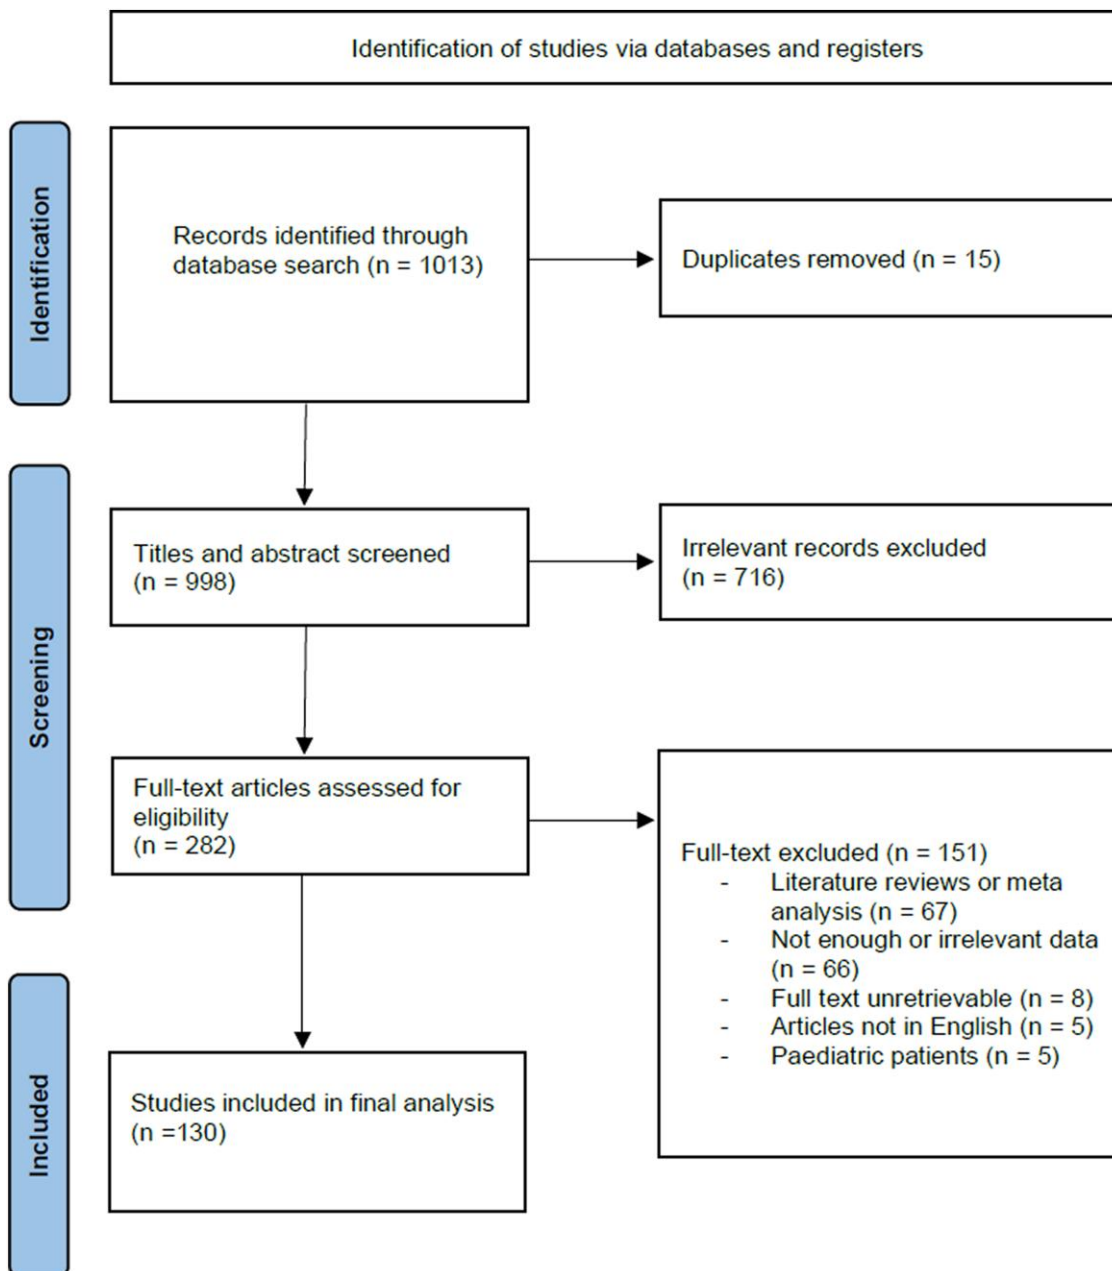 Identification of studies via databases and registers
Identification
Records identified through
database search (n = 1013)
Duplicates removed (n = 15)
Screening
Titles and abstract screened
(n = 998)
Irrelevant records excluded
(n = 716)
Full-text articles assessed for
eligibility
(n = 282)
Full-text excluded (n = 151)
- Literature reviews or meta
analysis (n = 67)
- Not enough or irrelevant data
(n = 66)
- Full text unretrievable (n = 8)
- Articles not in English (n = 5)
- Paediatric patients (n = 5)
Included
Studies included in final analysis
(n =130)